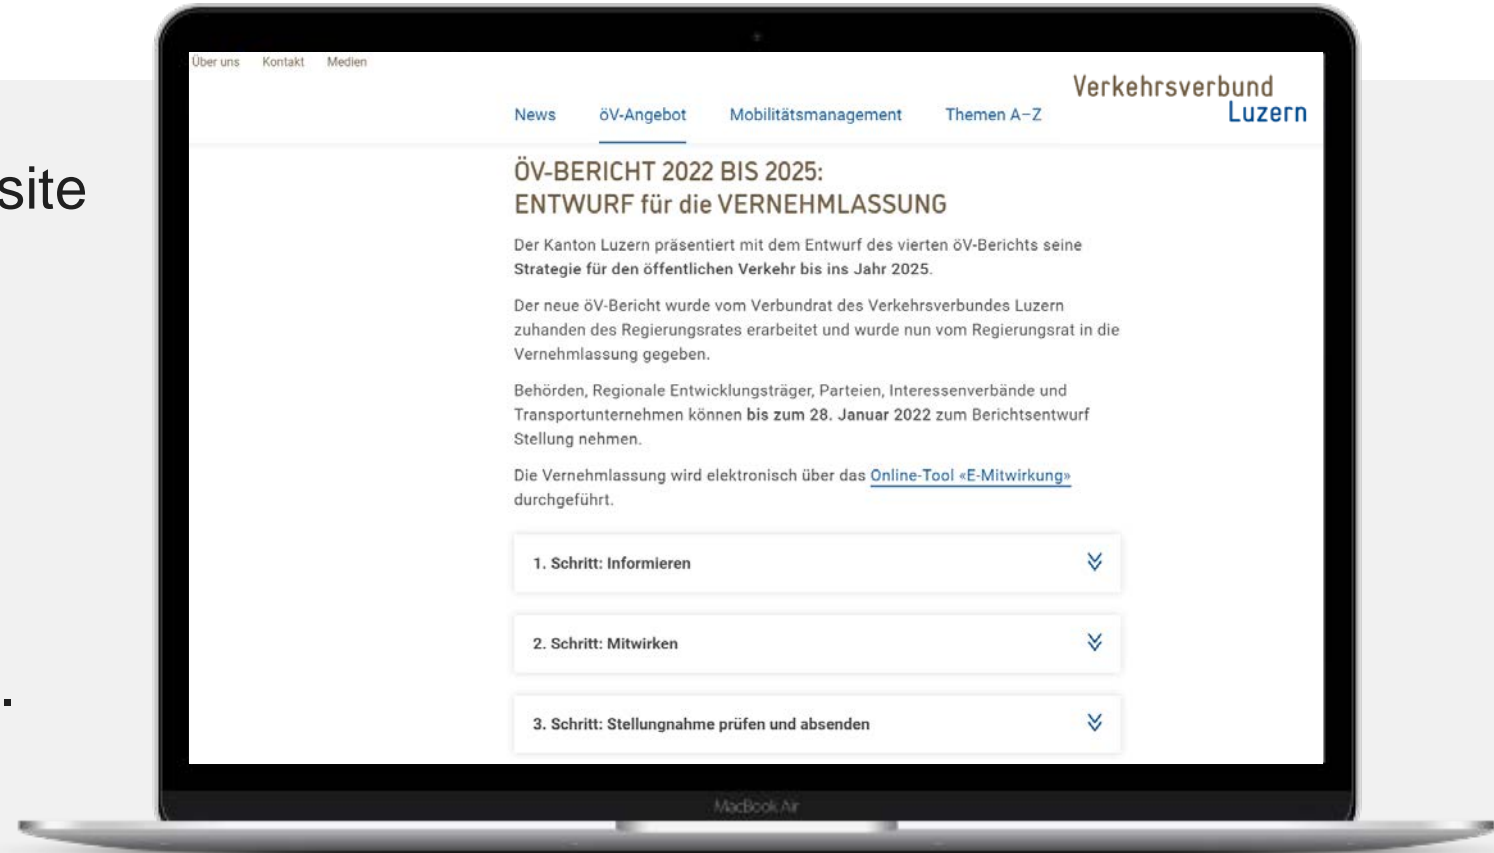 Über uns Kontakt Medien
Verkehrsverbund
Luzern
News öV-Angebot Mobilitätsmanagement Themen A–Z
site
ÖV-BERICHT 2022 BIS 2025:
ENTWURF für die VERNEHMLASSUNG
Der Kanton Luzern präsentiert mit dem Entwurf des vierten öV-Berichts seine
Strategie für den öffentlichen Verkehr bis ins Jahr 2025.
Der neue öV-Bericht wurde vom Verbundrat des Verkehrsverbundes Luzern
zuhanden des Regierungsrates erarbeitet und wurde nun vom Regierungsrat in die
Vernehmlassung gegeben.
Behörden, Regionale Entwicklungsträger, Parteien, Interessenverbände und
Transportunternehmen können bis zum 28. Januar 2022 zum Berichtsentwurf
Stellung nehmen.
Die Vernehmlassung wird elektronisch über das Online-Tool «E-Mitwirkung»
durchgeführt.
1. Schritt: Informieren
2. Schritt: Mitwirken
.
3. Schritt: Stellungnahme prüfen und absenden
MacBook Air